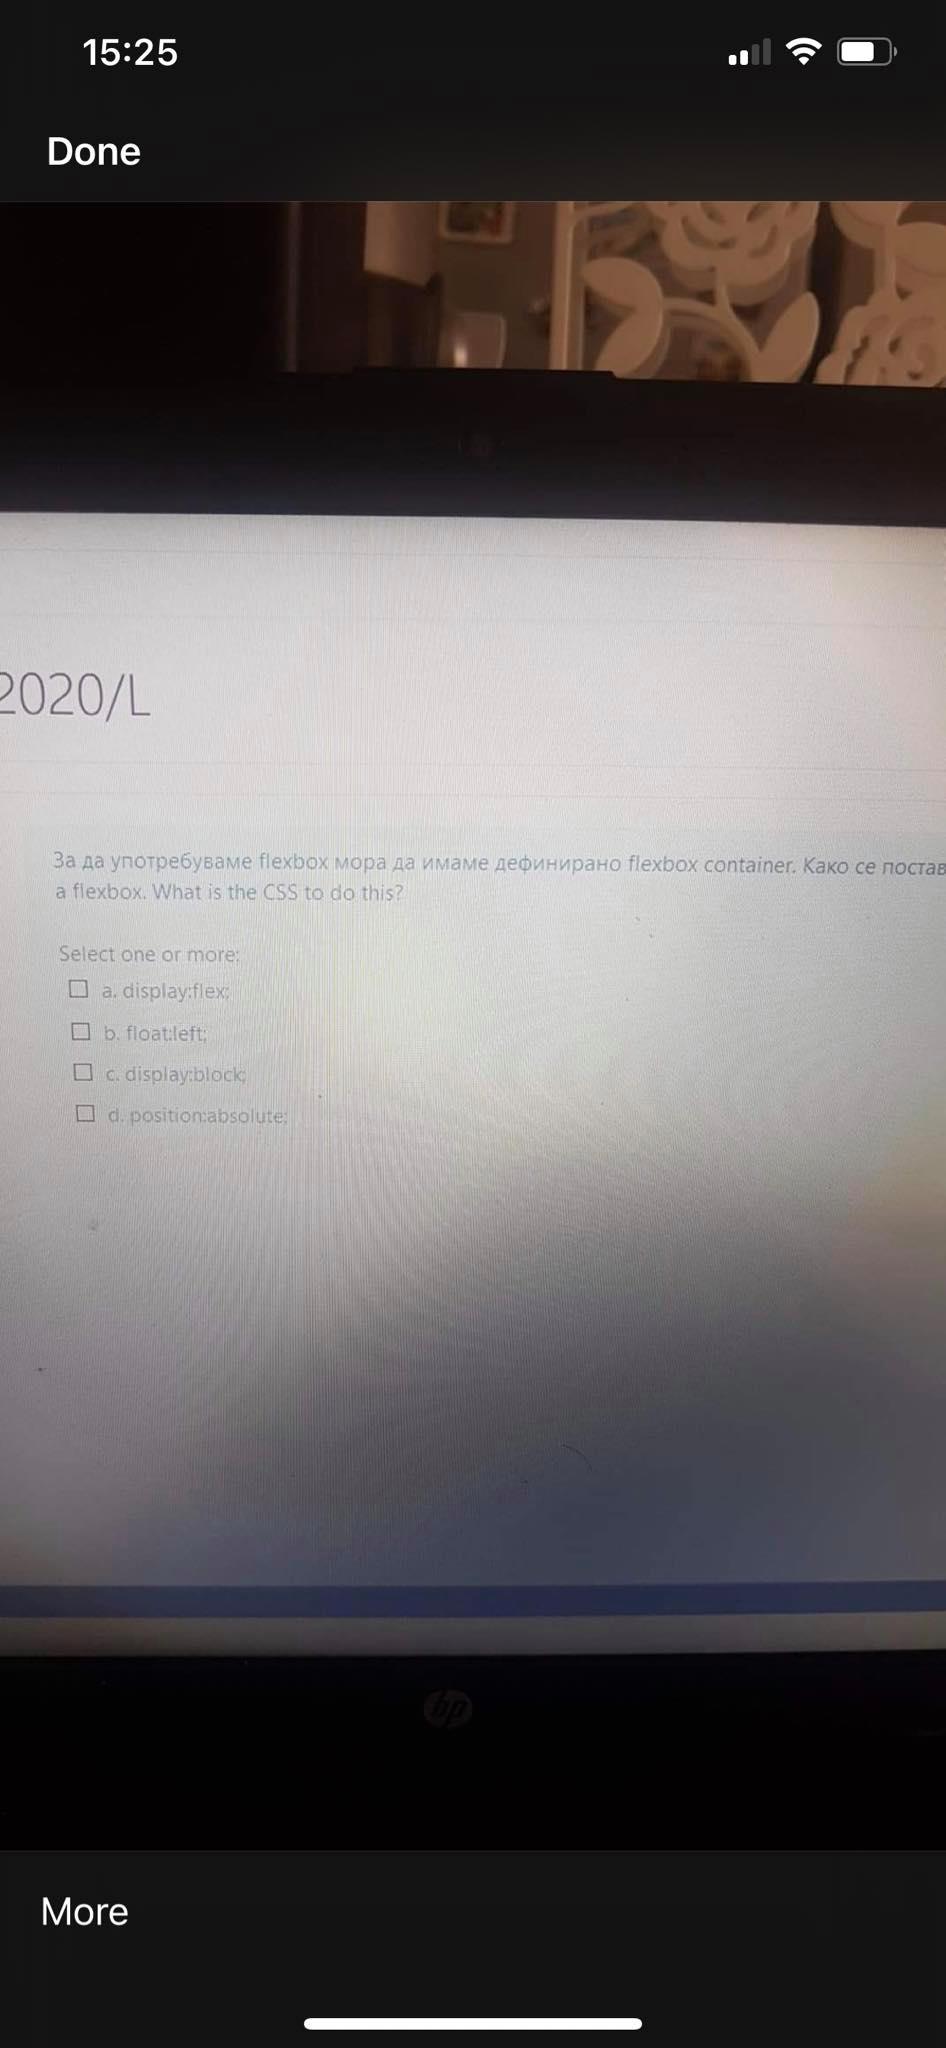 15:25
Done
2020/L
За да употребуваме flexbox мора да имаме дефинирано flexbox container. Како се постав
a flexbox. What is the CSS to do this?
Select one or more:
a. display:flex;
b. float:left;
c. display:block;
d. position:absolute;
hp
More